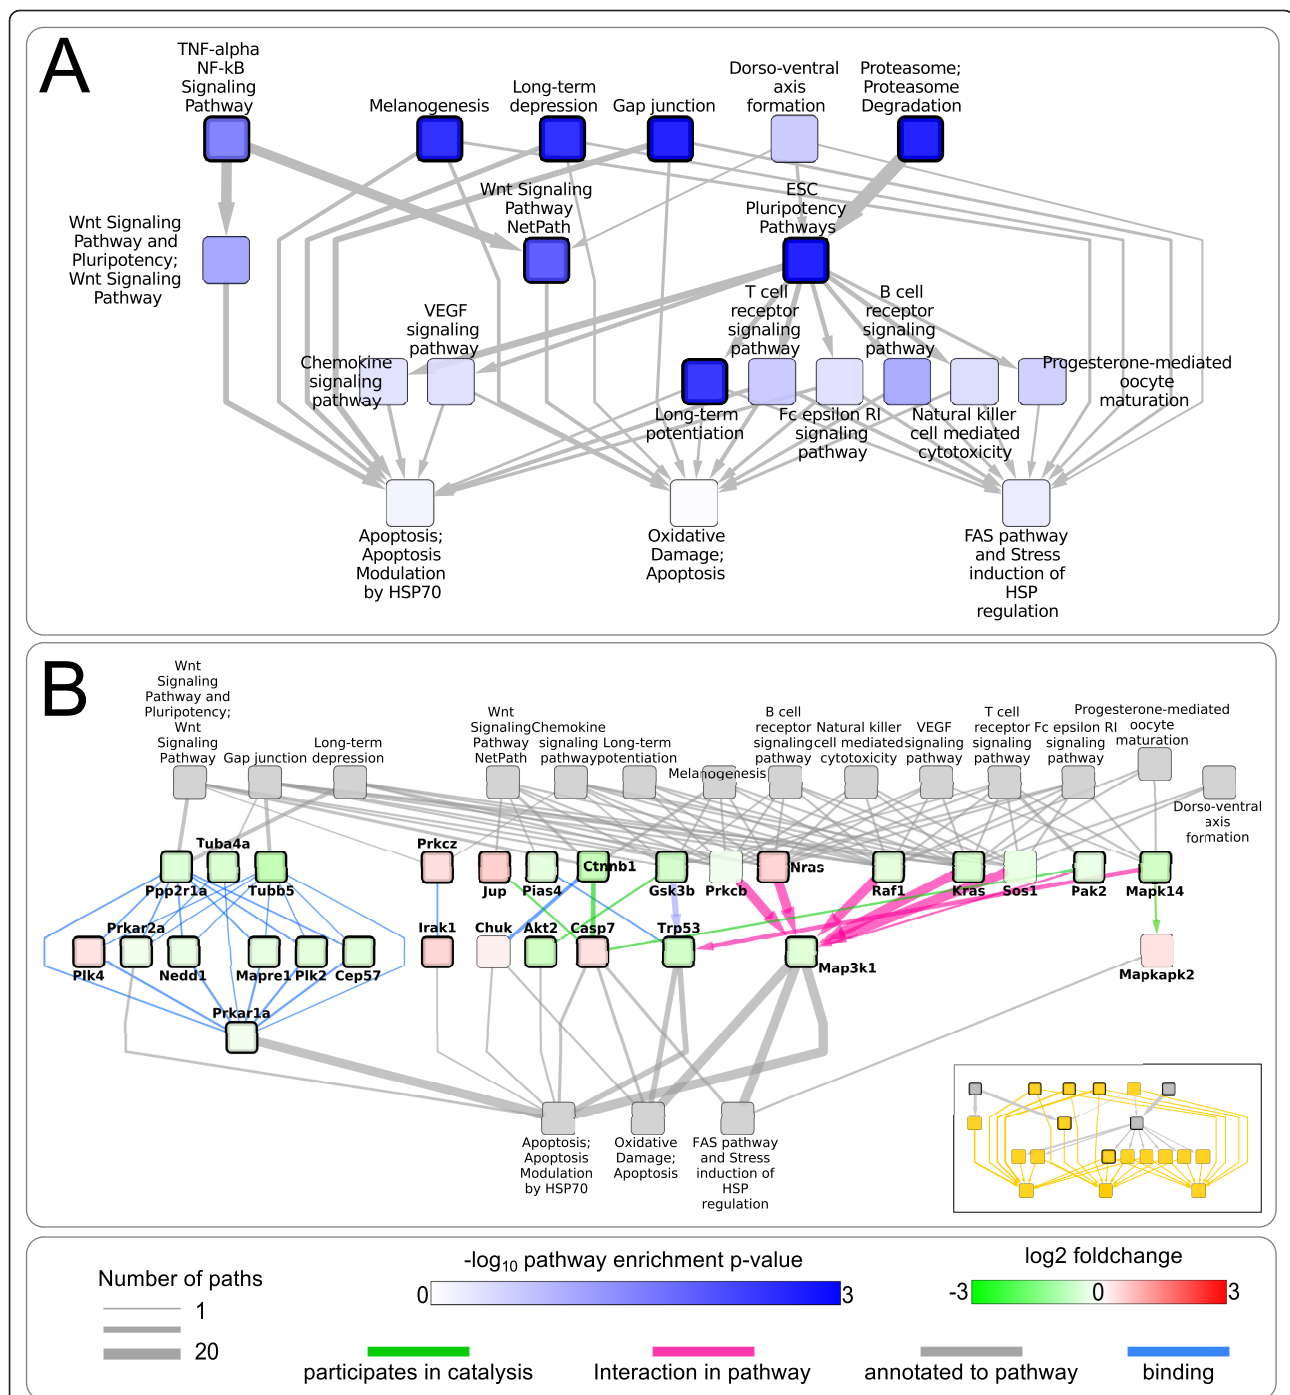 A
TNF-alpha
NF-kB
Signaling
Pathway
Melanogenesis
Long-term
depression
Gap junction
Dorso-ventral
axis
formation
Proteasome;
Proteasome
Degradation
Wnt Signaling
Pathway and
Pluripotency;
Wnt Signaling
Pathway
Wnt Signaling
Pathway
NetPath
ESC
Pluripotency
Pathways
VEGF
signaling
pathway
Chemokine
signaling
pathway
T cell
receptor
signaling
pathway
B cell
receptor
signaling
pathway
Progesterone-mediated
oocyte
maturation
Long-term
potentiation
Fc epsilon RI
signaling
pathway
Natural killer
cell mediated
cytotoxicity
Apoptosis;
Apoptosis
Modulation
by HSP70
Oxidative
Damage;
Apoptosis
FAS pathway
and Stress
induction of
HSP
regulation
B
Wnt
Signaling
Pathway and
Pluripotency;
Wnt
Signaling
Pathway
Gap junction
Long-term
depression
Wnt
Signaling
Pathway
NetPath
Chemokine
signaling
pathway
Long-term
potentiation
Melanogenesis
B cell
receptor
signaling
pathway
Natural killer
cell mediated
cytotoxicity
VEGF
signaling
pathway
T cell
receptor
signaling
pathway
Fc epsilon RI
signaling
pathway
Progesterone-mediated
oocyte
maturation
Dorso-ventral
axis
formation
Ppp2r1a
Tuba4a
Tubb5
Prkcz
Jup
Pias4
Ctnnb1
Gsk3b
Prkcb
Nras
Raf1
Kras
Sos1
Pak2
Mapk14
Plk4
Prkar2a
Nedd1
Mapre1
Plk2
Cep57
Irak1
Chuk
Akt2
Casp7
Trp53
Map3k1
Mapkapk2
Prkar1a
Apoptosis;
Apoptosis
Modulation
by HSP70
Oxidative
Damage;
Apoptosis
FAS pathway
and Stress
induction of
HSP
regulation
Number of paths
1
20
-log10 pathway enrichment p-value
0
3
log2 foldchange
-3
0
3
participates in catalysis
Interaction in pathway
annotated to pathway
binding